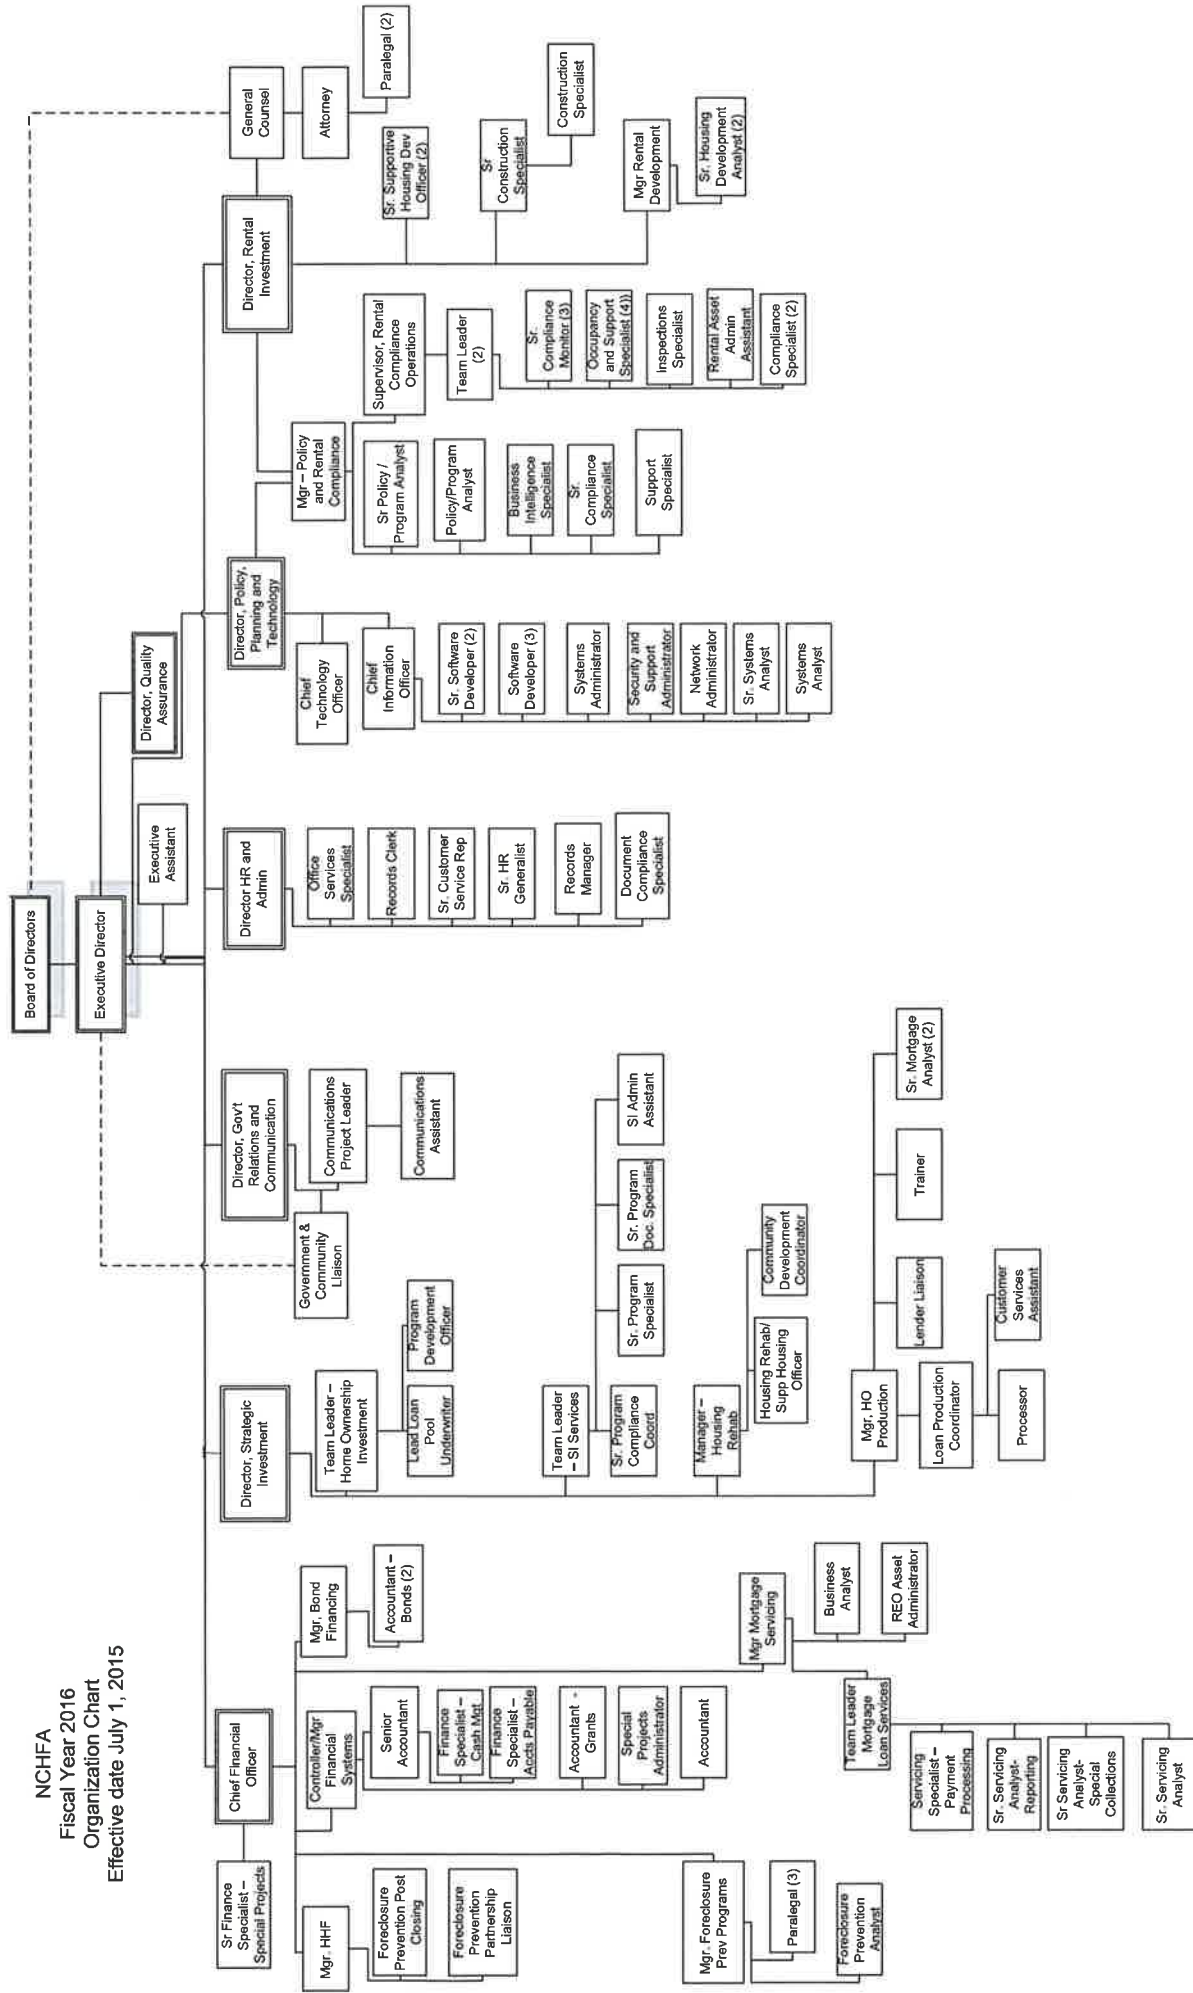 NCHFA
Fiscal Year 2016
Organization Chart
Effective date July 1, 2015
Board of Directors
Executive Director
Executive
Assistant
Director, Quality
Assurance
Chief Financial
Officer
Sr Finance
Specialist –
Special Projects
Mgr. HHF
Foreclosure
Prevention Post
Closing
Foreclosure
Prevention
Partnership
Liaison
Mgr. Foreclosure
Prev Programs
Paralegal (3)
Foreclosure
Prevention
Analyst
Controller/Mgr
Financial
Systems
Senior
Accountant
Finance
Specialist –
Cash Mgt
Finance
Specialist –
Accts Payable
Accountant -
Grants
Special
Projects
Administrator
Accountant
Mgr, Bond
Financing
Accountant –
Bonds (2)
Mgr Mortgage
Servicing
Business
Analyst
REO Asset
Administrator
Team Leader
Mortgage
Loan Services
Servicing
Specialist –
Payment
Processing
Sr. Servicing
Analyst-
Reporting
Sr Servicing
Analyst-
Special
Collections
Sr. Servicing
Analyst
Director, Strategic
Investment
Team Leader –
Home Ownership
Investment
Lead Loan
Pool
Underwriter
Program
Development
Officer
Team Leader
– SI Services
Sr. Program
Compliance
Coord
Sr. Program
Specialist
Sr. Program
Doc. Specialist
SI Admin
Assistant
Manager –
Housing
Rehab
Housing Rehab/
Supp Housing
Officer
Community
Development
Coordinator
Mgr, HO
Production
Lender Liaison
Trainer
Sr. Mortgage
Analyst (2)
Loan Production
Coordinator
Processor
Customer
Services
Assistant
Director, Gov't
Relations and
Communication
Government &
Community
Liaison
Communications
Project Leader
Communications
Assistant
Director HR and
Admin
Office
Services
Specialist
Records Clerk
Sr. Customer
Service Rep
Sr. HR
Generalist
Records
Manager
Document
Compliance
Specialist
Director, Policy,
Planning and
Technology
Chief
Technology
Officer
Chief
Information
Officer
Sr. Software
Developer (2)
Software
Developer (3)
Systems
Administrator
Security and
Support
Administrator
Network
Administrator
Sr. Systems
Analyst
Systems
Analyst
Mgr – Policy
and Rental
Compliance
Sr Policy /
Program Analyst
Policy/Program
Analyst
Business
Intelligence
Specialist
Sr.
Compliance
Specialist
Support
Specialist
Supervisor, Rental
Compliance
Operations
Team Leader
(2)
Sr.
Compliance
Monitor (3)
Occupancy
and Support
Specialist (4))
Inspections
Specialist
Rental Asset
Admin
Assistant
Compliance
Specialist (2)
Director, Rental
Investment
Sr. Supportive
Housing Dev
Officer (2)
Sr
Construction
Specialist
Construction
Specialist
Mgr Rental
Development
Sr. Housing
Development
Analyst (2)
General
Counsel
Attorney
Paralegal (2)